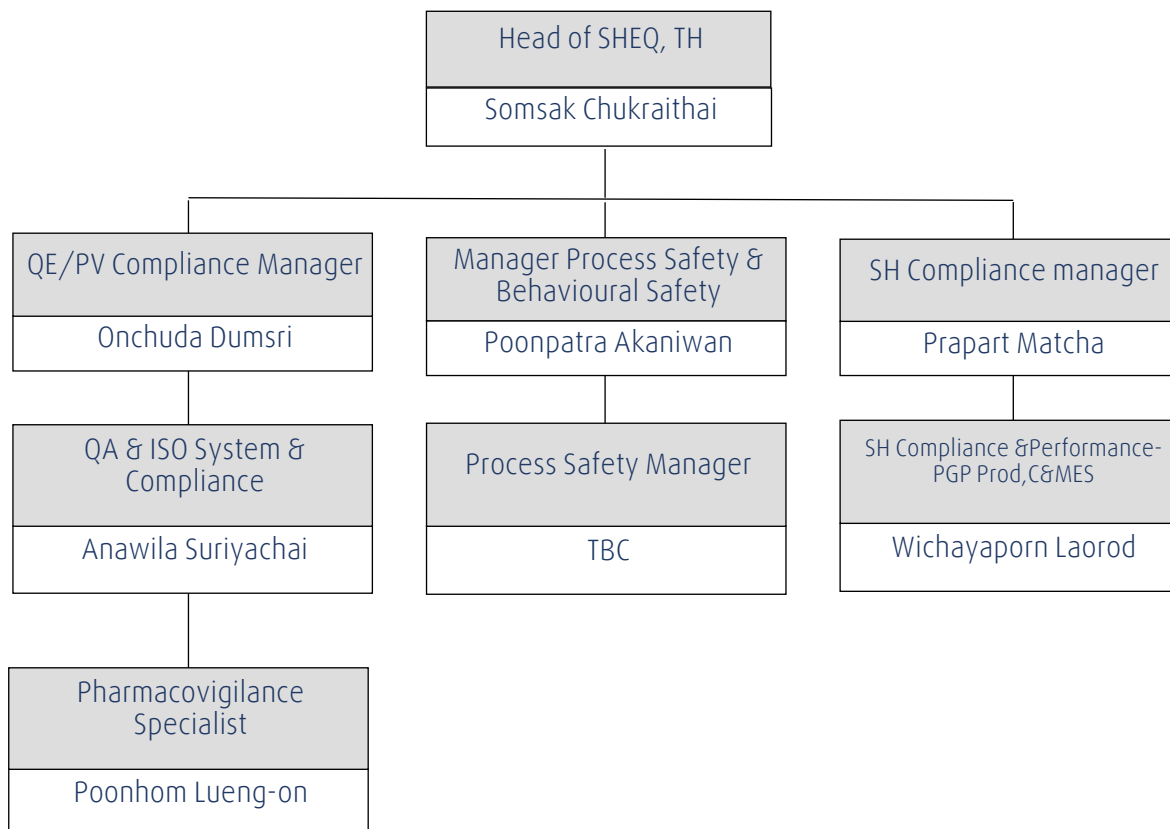 Head of SHEQ, TH
Somsak Chukraithai
QE/PV Compliance Manager
Onchuda Dumsri
Manager Process Safety &
Behavioural Safety
Poonpatra Akaniwan
SH Compliance manager
Prapart Matcha
QA & ISO System &
Compliance
Anawila Suriyachai
Process Safety Manager
TBC
SH Compliance &Performance-
PGP Prod,C&MES
Wichayaporn Laorod
Pharmacovigilance
Specialist
Poonhom Lueng-on